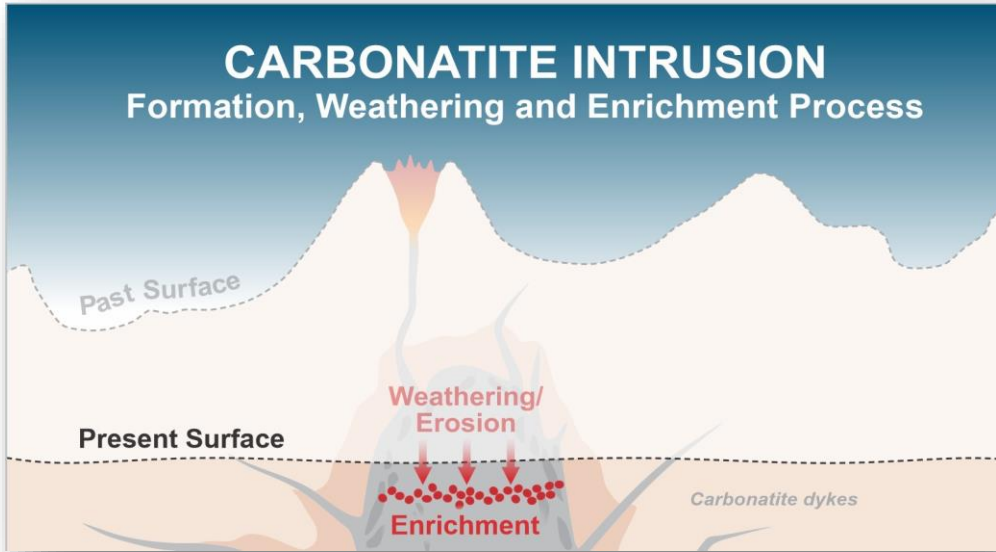 CARBONATITE INTRUSION
Formation, Weathering and Enrichment Process
Past Surface
Weathering/
Erosion
Present Surface
Carbonatite dykes
Enrichment